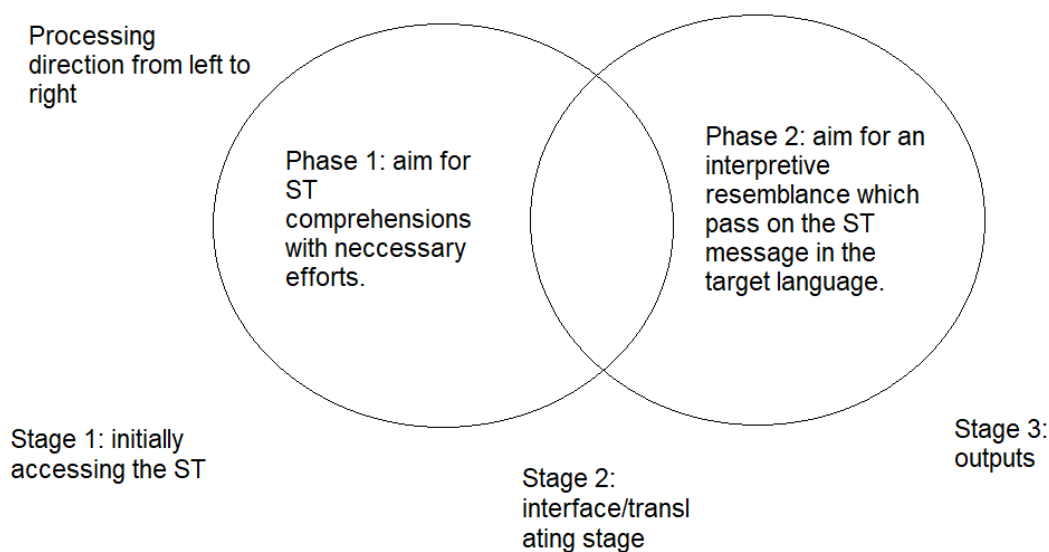 Processing
direction from left to
right
Phase 1: aim for
ST
comprehensions
with neccessary
efforts.
Phase 2: aim for an
interpretive
resemblance which
pass on the ST
message in the
target language.
Stage 1: initially
accessing the ST
Stage 2:
interface/transl
ating stage
Stage 3:
outputs